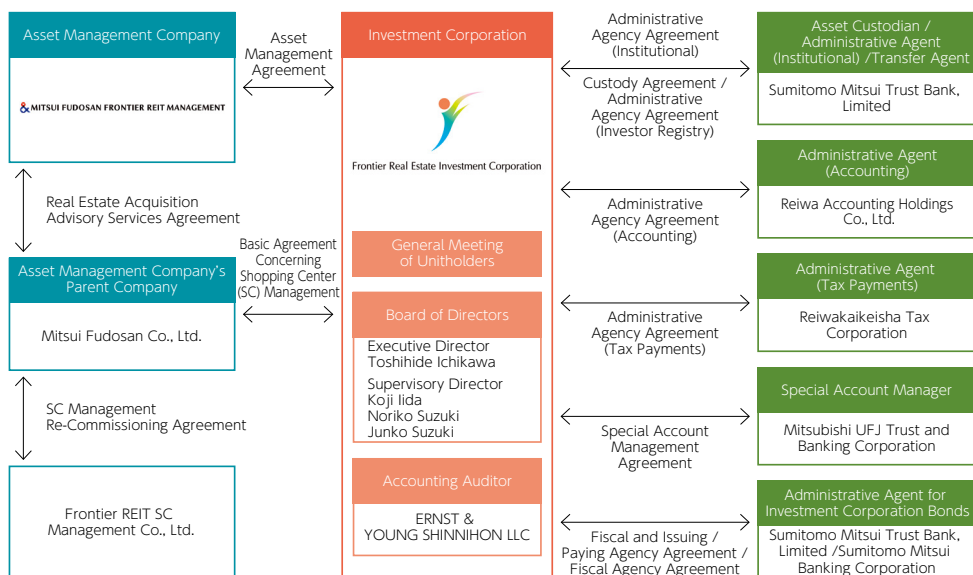 Asset Management Company
& MITSUI FUDOSAN FRONTIER REIT MANAGEMENT
Real Estate Acquisition
Advisory Services Agreement
Asset Management Company's
Parent Company
Mitsui Fudosan Co., Ltd.
SC Management
Re-Commissioning Agreement
Frontier REIT SC
Management Co., Ltd.
Asset
Management
Agreement
Basic Agreement
Concerning
Shopping Center
(SC) Management
Investment Corporation
Frontier Real Estate Investment Corporation
General Meeting
of Unitholders
Board of Directors
Executive Director
Toshihide Ichikawa
Supervisory Director
Koji Iida
Noriko Suzuki
Junko Suzuki
Accounting Auditor
ERNST &
YOUNG SHINNIHON LLC
Administrative
Agency Agreement
(Institutional)
Custody Agreement /
Administrative
Agency Agreement
(Investor Registry)
Administrative
Agency Agreement
(Accounting)
Administrative
Agency Agreement
(Tax Payments)
Special Account
Management
Agreement
Fiscal and Issuing /
Paying Agency Agreement /
Fiscal Agency Agreement
Asset Custodian /
Administrative Agent
(Institutional) /Transfer Agent
Sumitomo Mitsui Trust Bank,
Limited
Administrative Agent
(Accounting)
Reiwa Accounting Holdings
Co., Ltd.
Administrative Agent
(Tax Payments)
Reiwakaikeisha Tax
Corporation
Special Account Manager
Mitsubishi UFJ Trust and
Banking Corporation
Administrative Agent for
Investment Corporation Bonds
Sumitomo Mitsui Trust Bank,
Limited /Sumitomo Mitsui
Banking Corporation